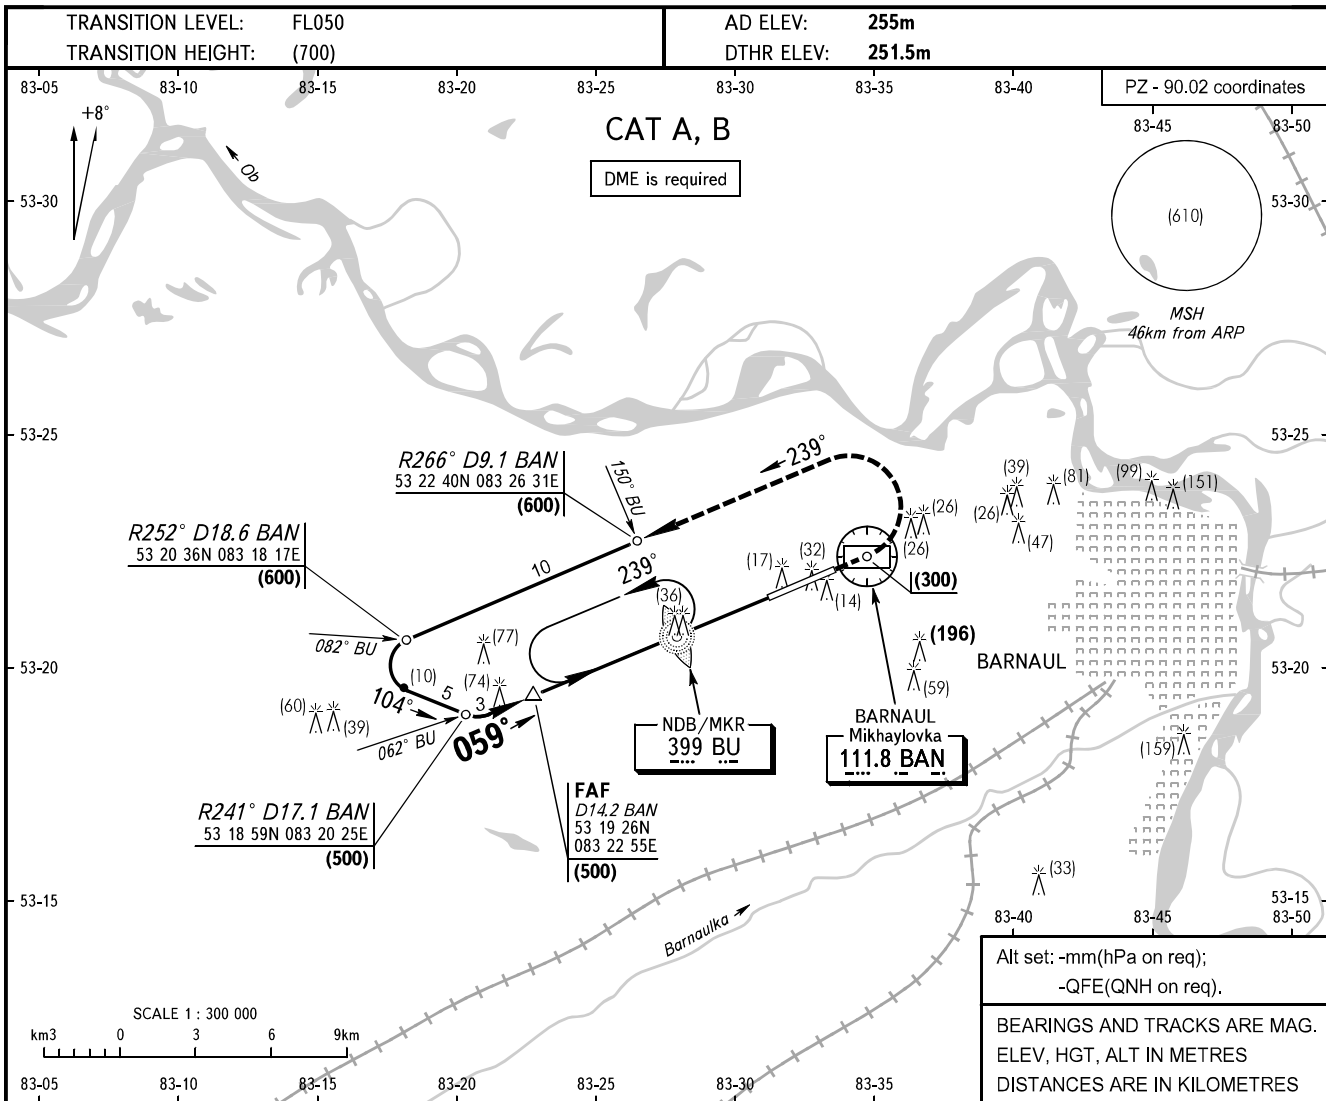 TRANSITION LEVEL: FL050
TRANSITION HEIGHT: (700)
AD ELEV: 255m
DTHR ELEV: 251.5m
83-05 83-10 83-15 83-20 83-25 83-30 83-35 83-40
PZ - 90.02 coordinates
83-45 83-50
+8°
CAT A, B
DME is required
Ob
53-30 53-30
(610)
MSH
46km from ARP
53-25 53-25
R266° D9.1 BAN
53 22 40N 083 26 31E
(600)
150° BU
239°
R252° D18.6 BAN
53 20 36N 083 18 17E
(600)
10
239°
(36)
(17)
(32)
(14)
(26)
(26)
(300)
(39)
(26)
(47)
(81)
(99)
(151)
082° BU
(77)
(74)
(10)
5
3
104°
059°
062° BU
(60)
(39)
(196)
(59)
BARNAUL
53-20 53-20
NDB/MKR
399 BU
BARNAUL
Mikhaylovka
111.8 BAN
(159)
R241° D17.1 BAN
53 18 59N 083 20 25E
(500)
FAF
D14.2 BAN
53 19 26N
083 22 55E
(500)
(33)
53-15 53-15
83-40 83-45 83-50
Barnaulka
Alt set: -mm(hPa on req);
-QFE(QNH on req).
BEARINGS AND TRACKS ARE MAG.
ELEV, HGT, ALT IN METRES
DISTANCES ARE IN KILOMETRES
SCALE 1 : 300 000
km3 0 3 6 9km
83-05 83-10 83-15 83-20 83-25 83-30 83-35